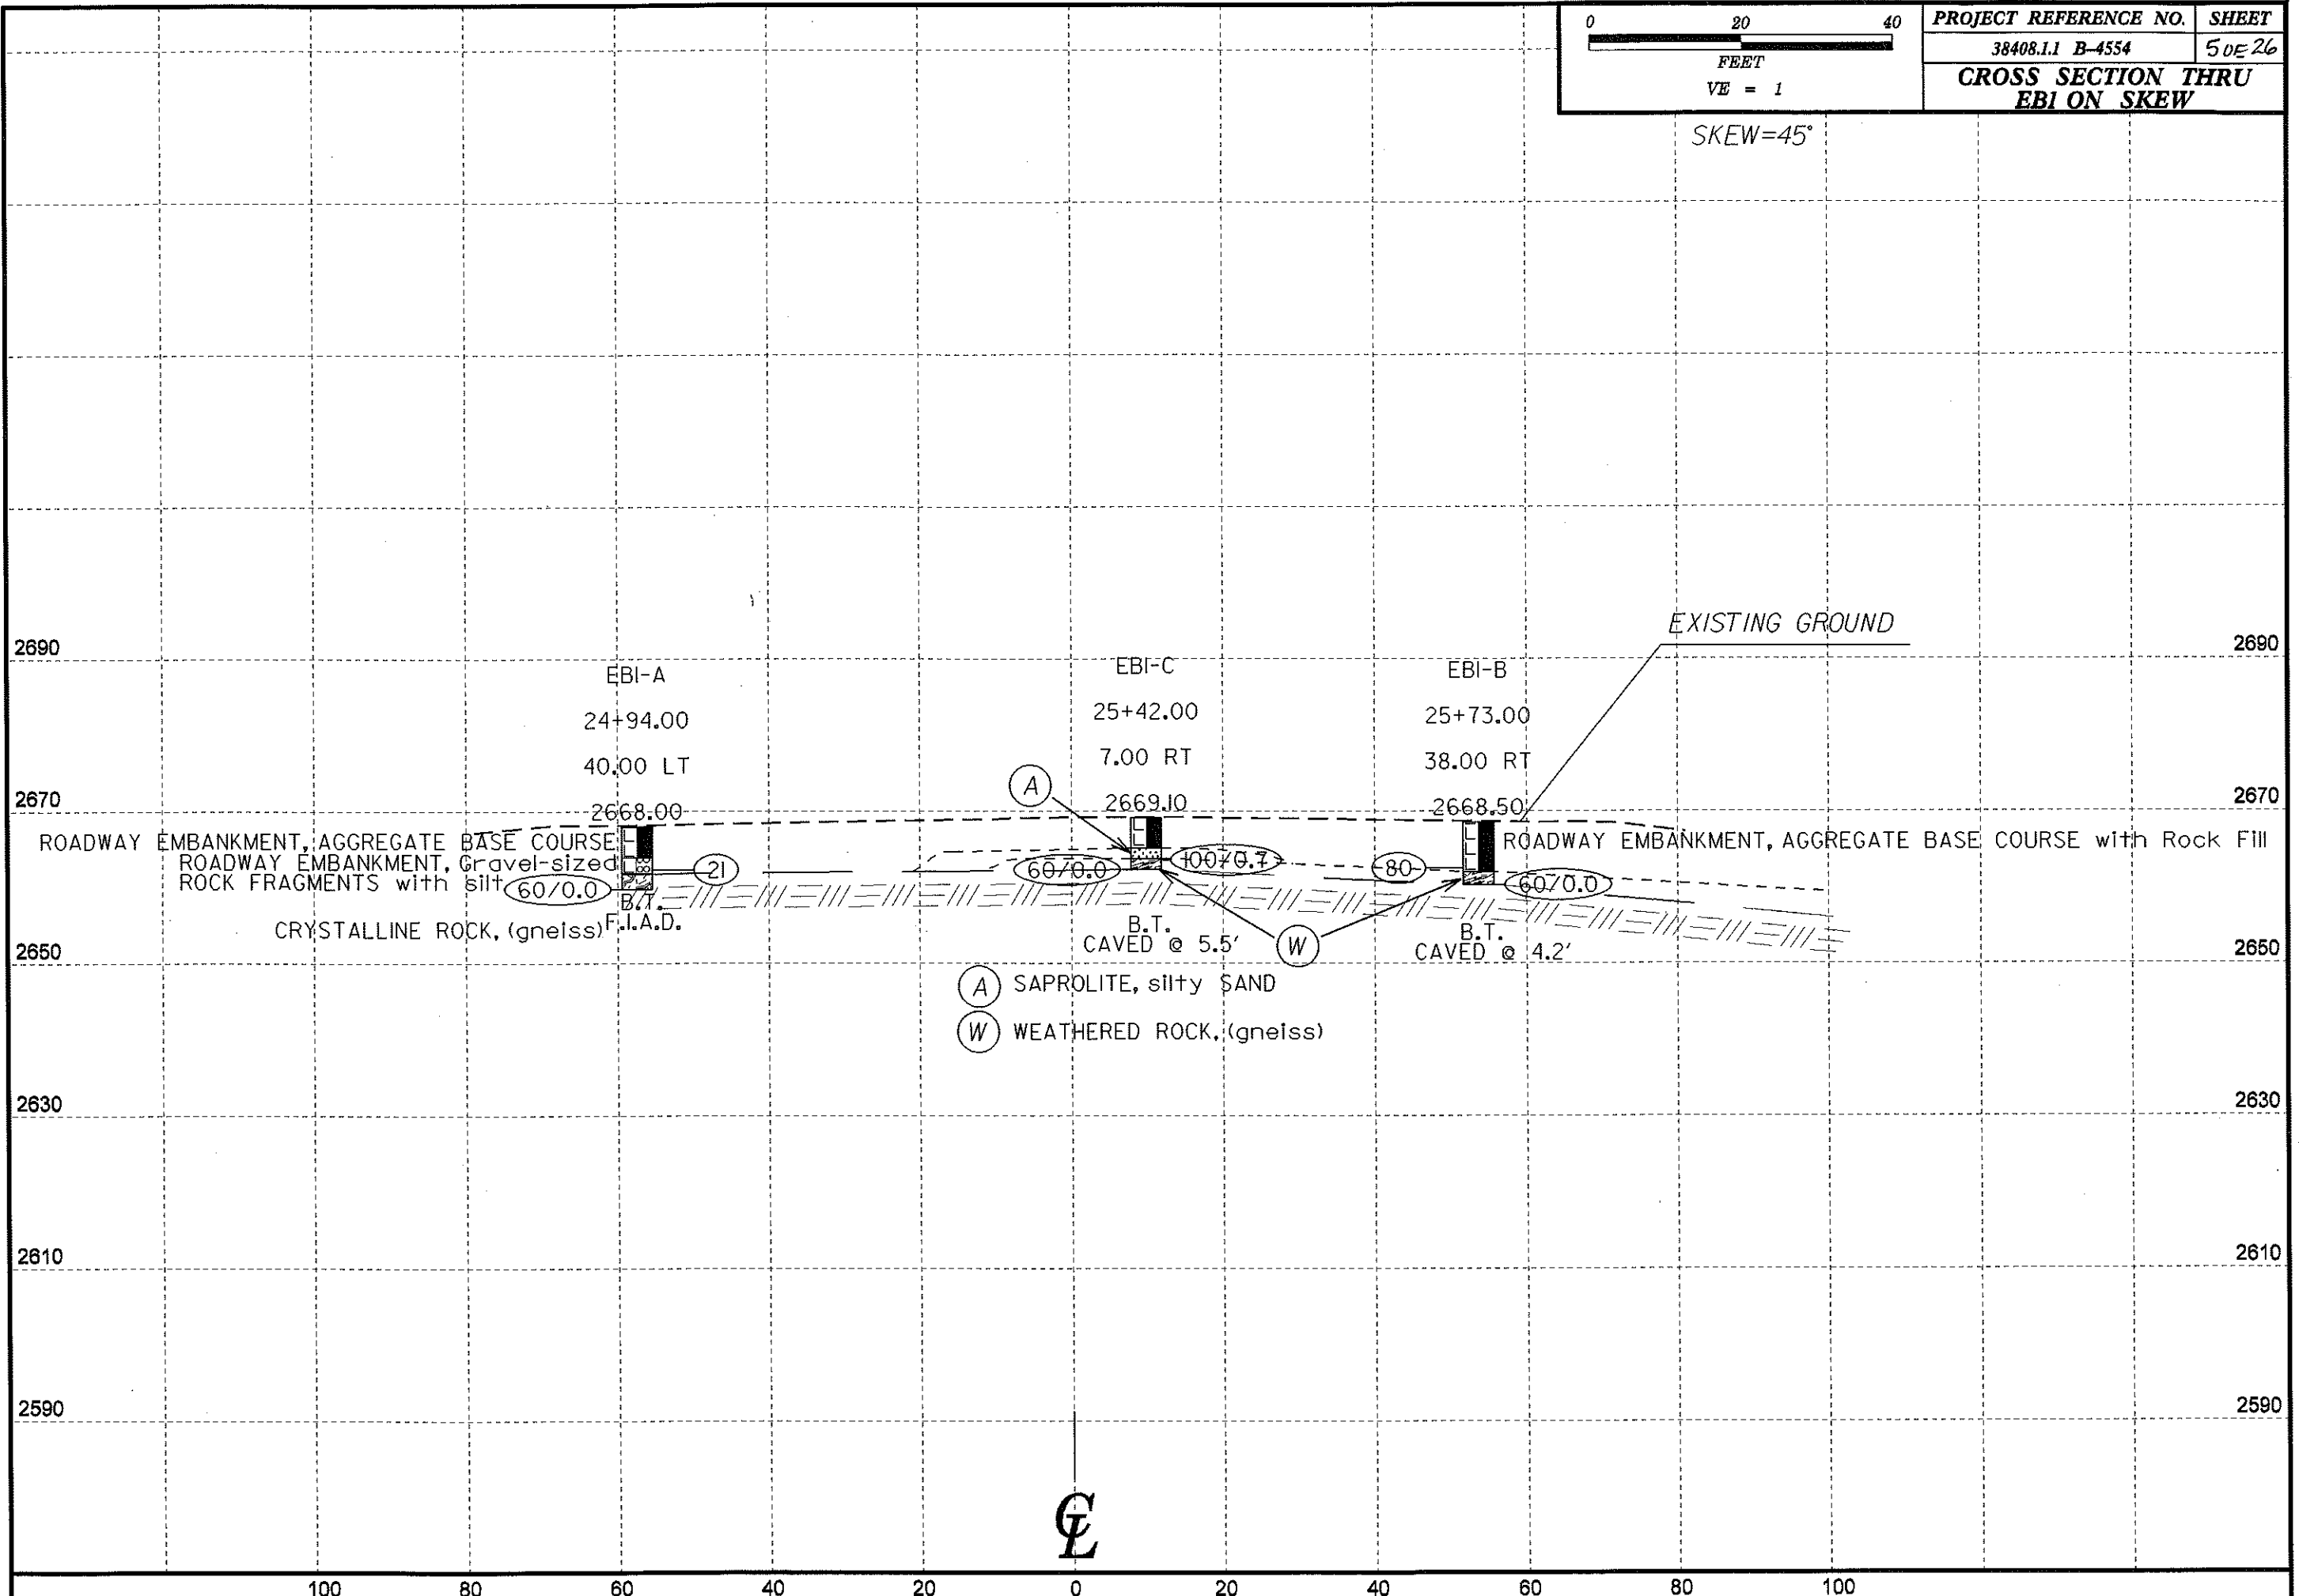 0 20 40
FEET
VE = 1
PROJECT REFERENCE NO. SHEET
38408.1.1 B-4554 5 OF 26
CROSS SECTION THRU
EB1 ON SKEW
SKEW=45°
EXISTING GROUND
2690 2690
EB1-A EB1-C EB1-B
24+94.00 25+42.00 25+73.00
40.00 LT 7.00 RT 38.00 RT
2668.00 2669.10 2668.50
A
2670 2670
ROADWAY EMBANKMENT, AGGREGATE BASE COURSE
ROADWAY EMBANKMENT, Gravel-sized
ROCK FRAGMENTS with silt
ROADWAY EMBANKMENT, AGGREGATE BASE COURSE with Rock Fill
60/0.0 21 60/0.0 100/0.7 80 60/0.0
CRYSTALLINE ROCK, (gneiss)
B.T.
F.I.A.D.
B.T.
CAVED @ 5.5'
W
B.T.
CAVED @ 4.2'
2650 2650
A SAPROLITE, silty SAND
W WEATHERED ROCK, (gneiss)
2630 2630
2610 2610
2590 2590
CL
100 80 60 40 20 0 20 40 60 80 100